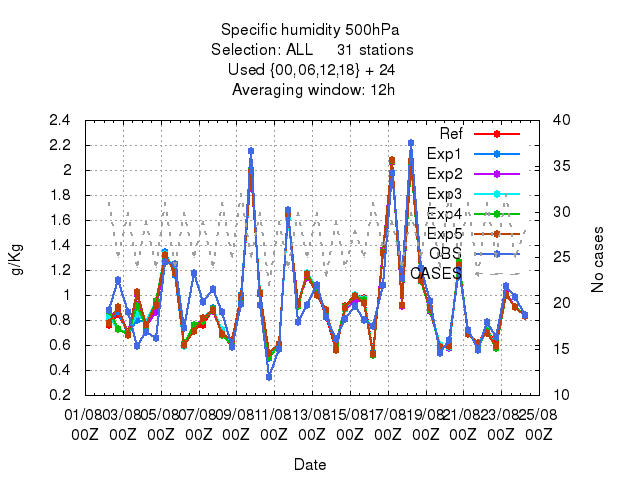 Specific humidity 500hPa
Selection: ALL 31 stations
Used {00,06,12,18} + 24
Averaging window: 12h
2.4
2.2
2
1.8
1.6
1.4
1.2
1
0.8
0.6
0.4
0.2
g/Kg
40
35
30
25
20
15
10
No cases
Ref
Exp1
Exp2
Exp3
Exp4
Exp5
OBS
CASES
01/08 03/08 05/08 07/08 09/08 11/08 13/08 15/08 17/08 19/08 21/08 23/08 25/08
00Z 00Z 00Z 00Z 00Z 00Z 00Z 00Z 00Z 00Z 00Z 00Z 00Z
Date